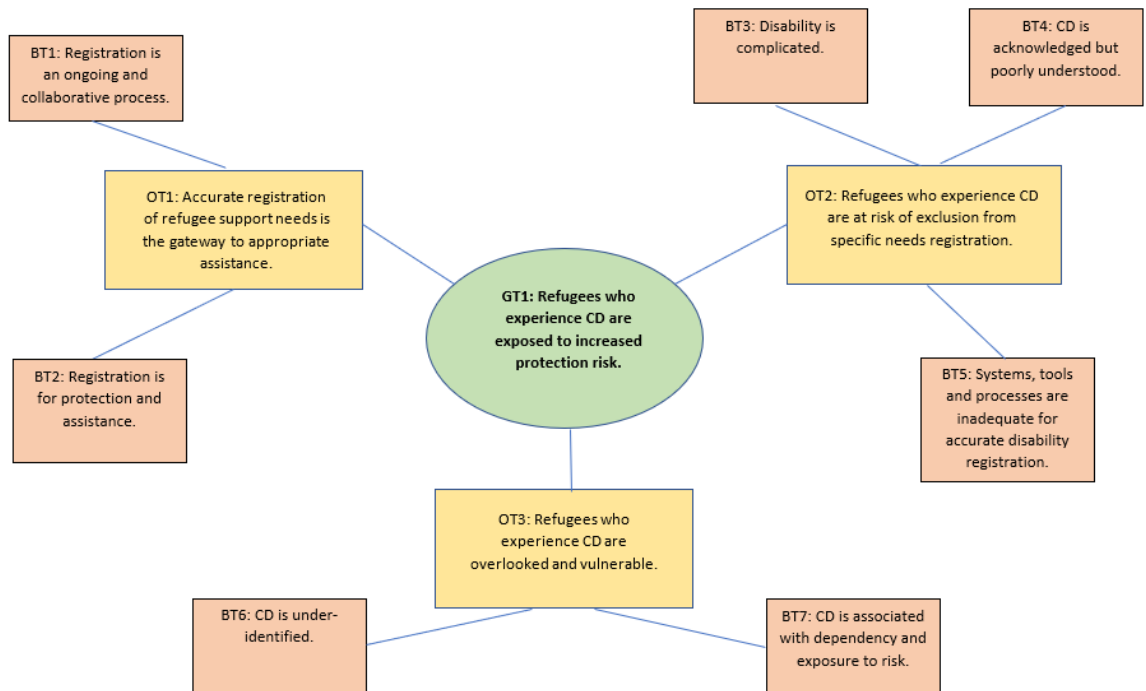 BT1: Registration is
an ongoing and
collaborative process.
BT3: Disability is
complicated.
BT4: CD is
acknowledged but
poorly understood.
OT1: Accurate registration
of refugee support needs is
the gateway to appropriate
assistance.
OT2: Refugees who experience CD
are at risk of exclusion from
specific needs registration.
GT1: Refugees who
experience CD are
exposed to increased
protection risk.
BT2: Registration is
for protection and
assistance.
BT5: Systems, tools
and processes are
inadequate for
accurate disability
registration.
OT3: Refugees who
experience CD are
overlooked and vulnerable.
BT6: CD is under-
identified.
BT7: CD is associated
with dependency and
exposure to risk.